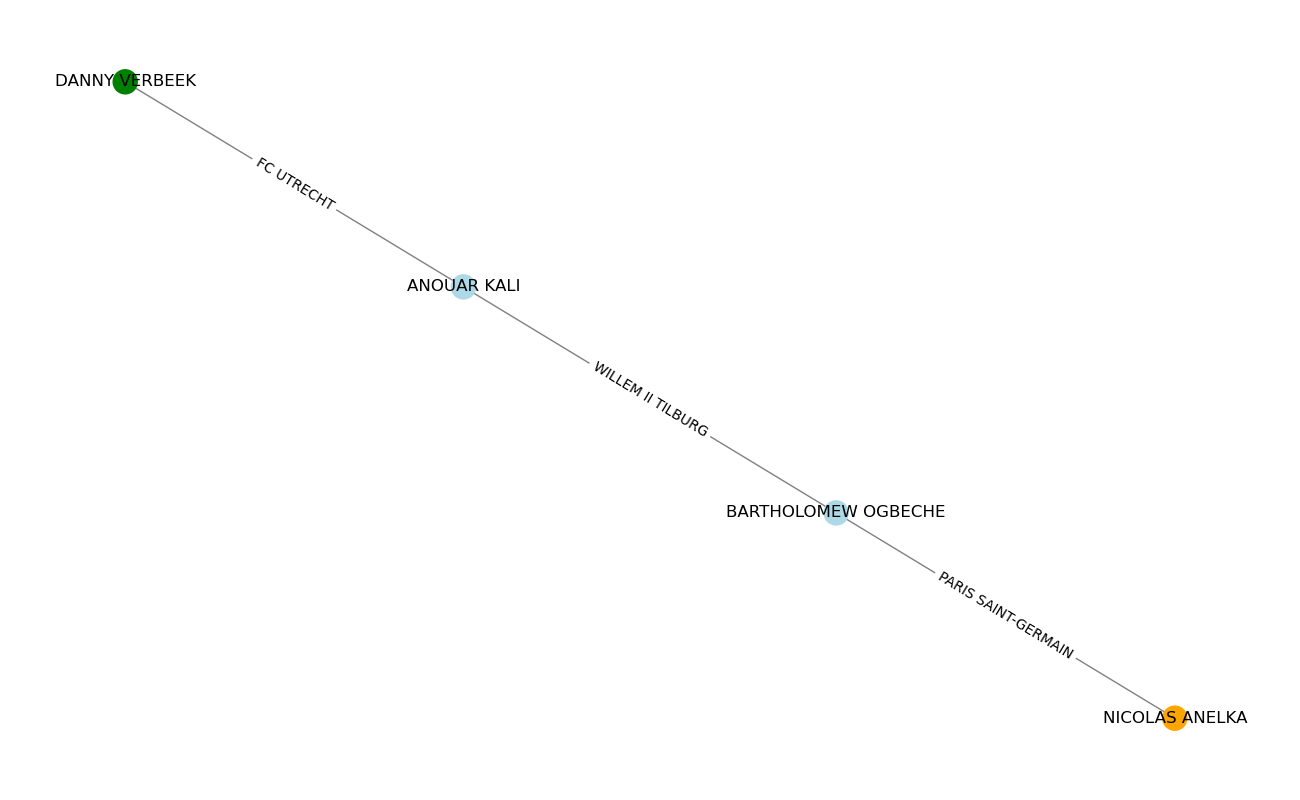 DANNY VERBEEK
FC UTRECHT
ANOUAR KALI
WILLEM II TILBURG
BARTHOLOMEW OGBECHE
PARIS SAINT-GERMAIN
NICOLAS ANELKA